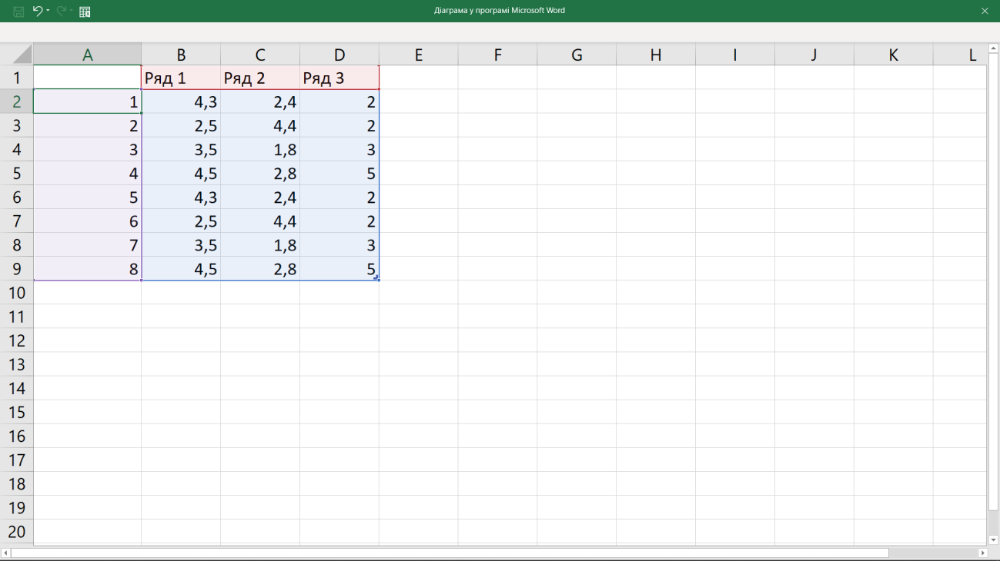 Діаграма у програмі Microsoft Word
A B C D E F G H I J K L
1 Ряд 1 Ряд 2 Ряд 3
2 1 4,3 2,4 2
3 2 2,5 4,4 2
4 3 3,5 1,8 3
5 4 4,5 2,8 5
6 5 4,3 2,4 2
7 6 2,5 4,4 2
8 7 3,5 1,8 3
9 8 4,5 2,8 5
10
11
12
13
14
15
16
17
18
19
20